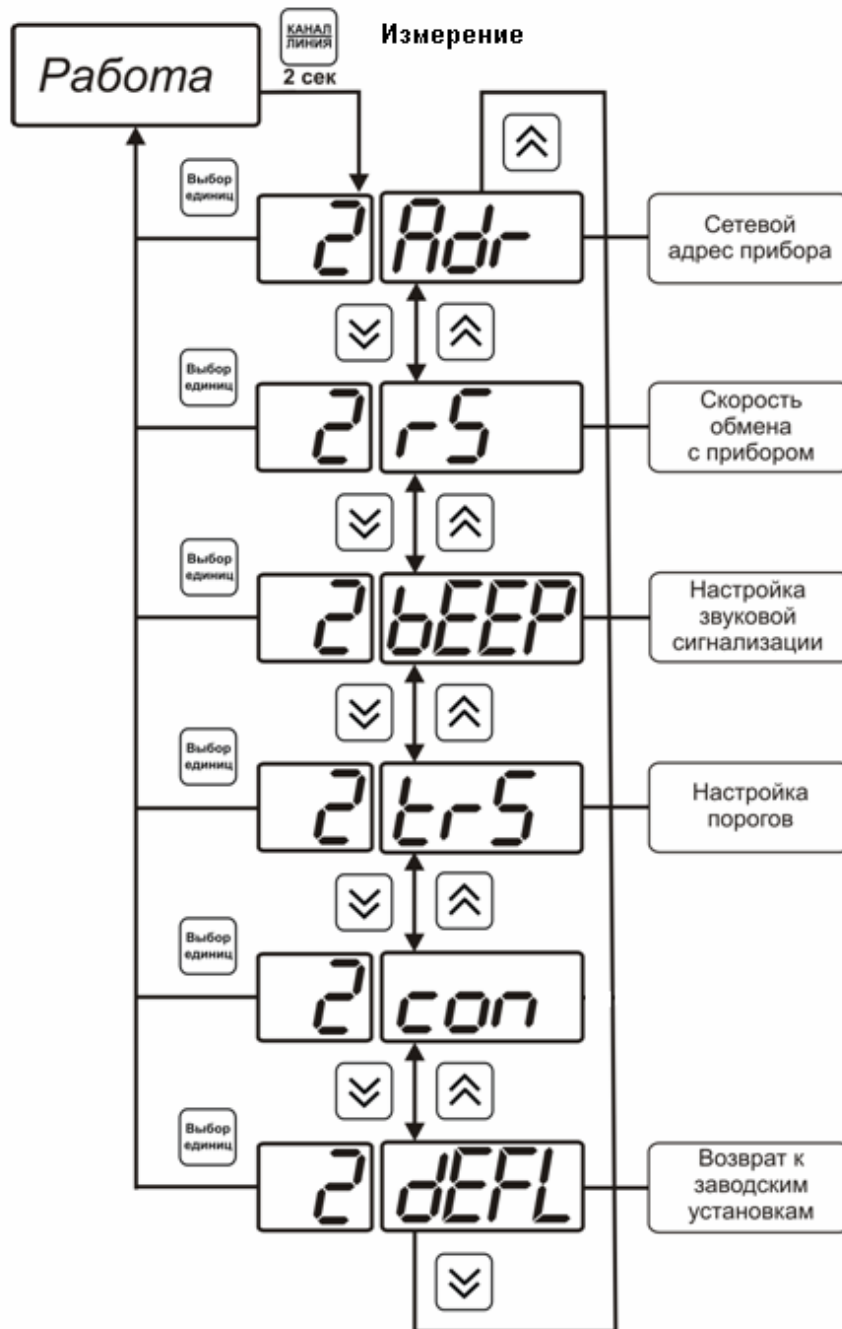 КАНАЛ
ЛИНИЯ
2 сек
Измерение
Работа
Выбор
единиц
2 Adr
Сетевой
адрес прибора
Выбор
единиц
2 rS
Скорость
обмена
с прибором
Выбор
единиц
2 bEEP
Настройка
звуковой
сигнализации
Выбор
единиц
2 trS
Настройка
порогов
Выбор
единиц
2 con
Выбор
единиц
2 dEFL
Возврат к
заводским
установкам